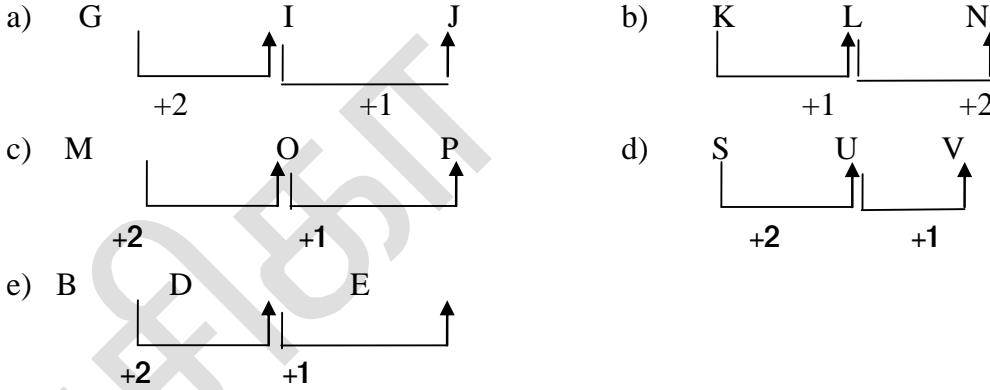 a) G I J b) K L N
+2 +1 +1 +2
c) M O P d) S U V
+2 +1 +2 +1
e) B D E
+2 +1